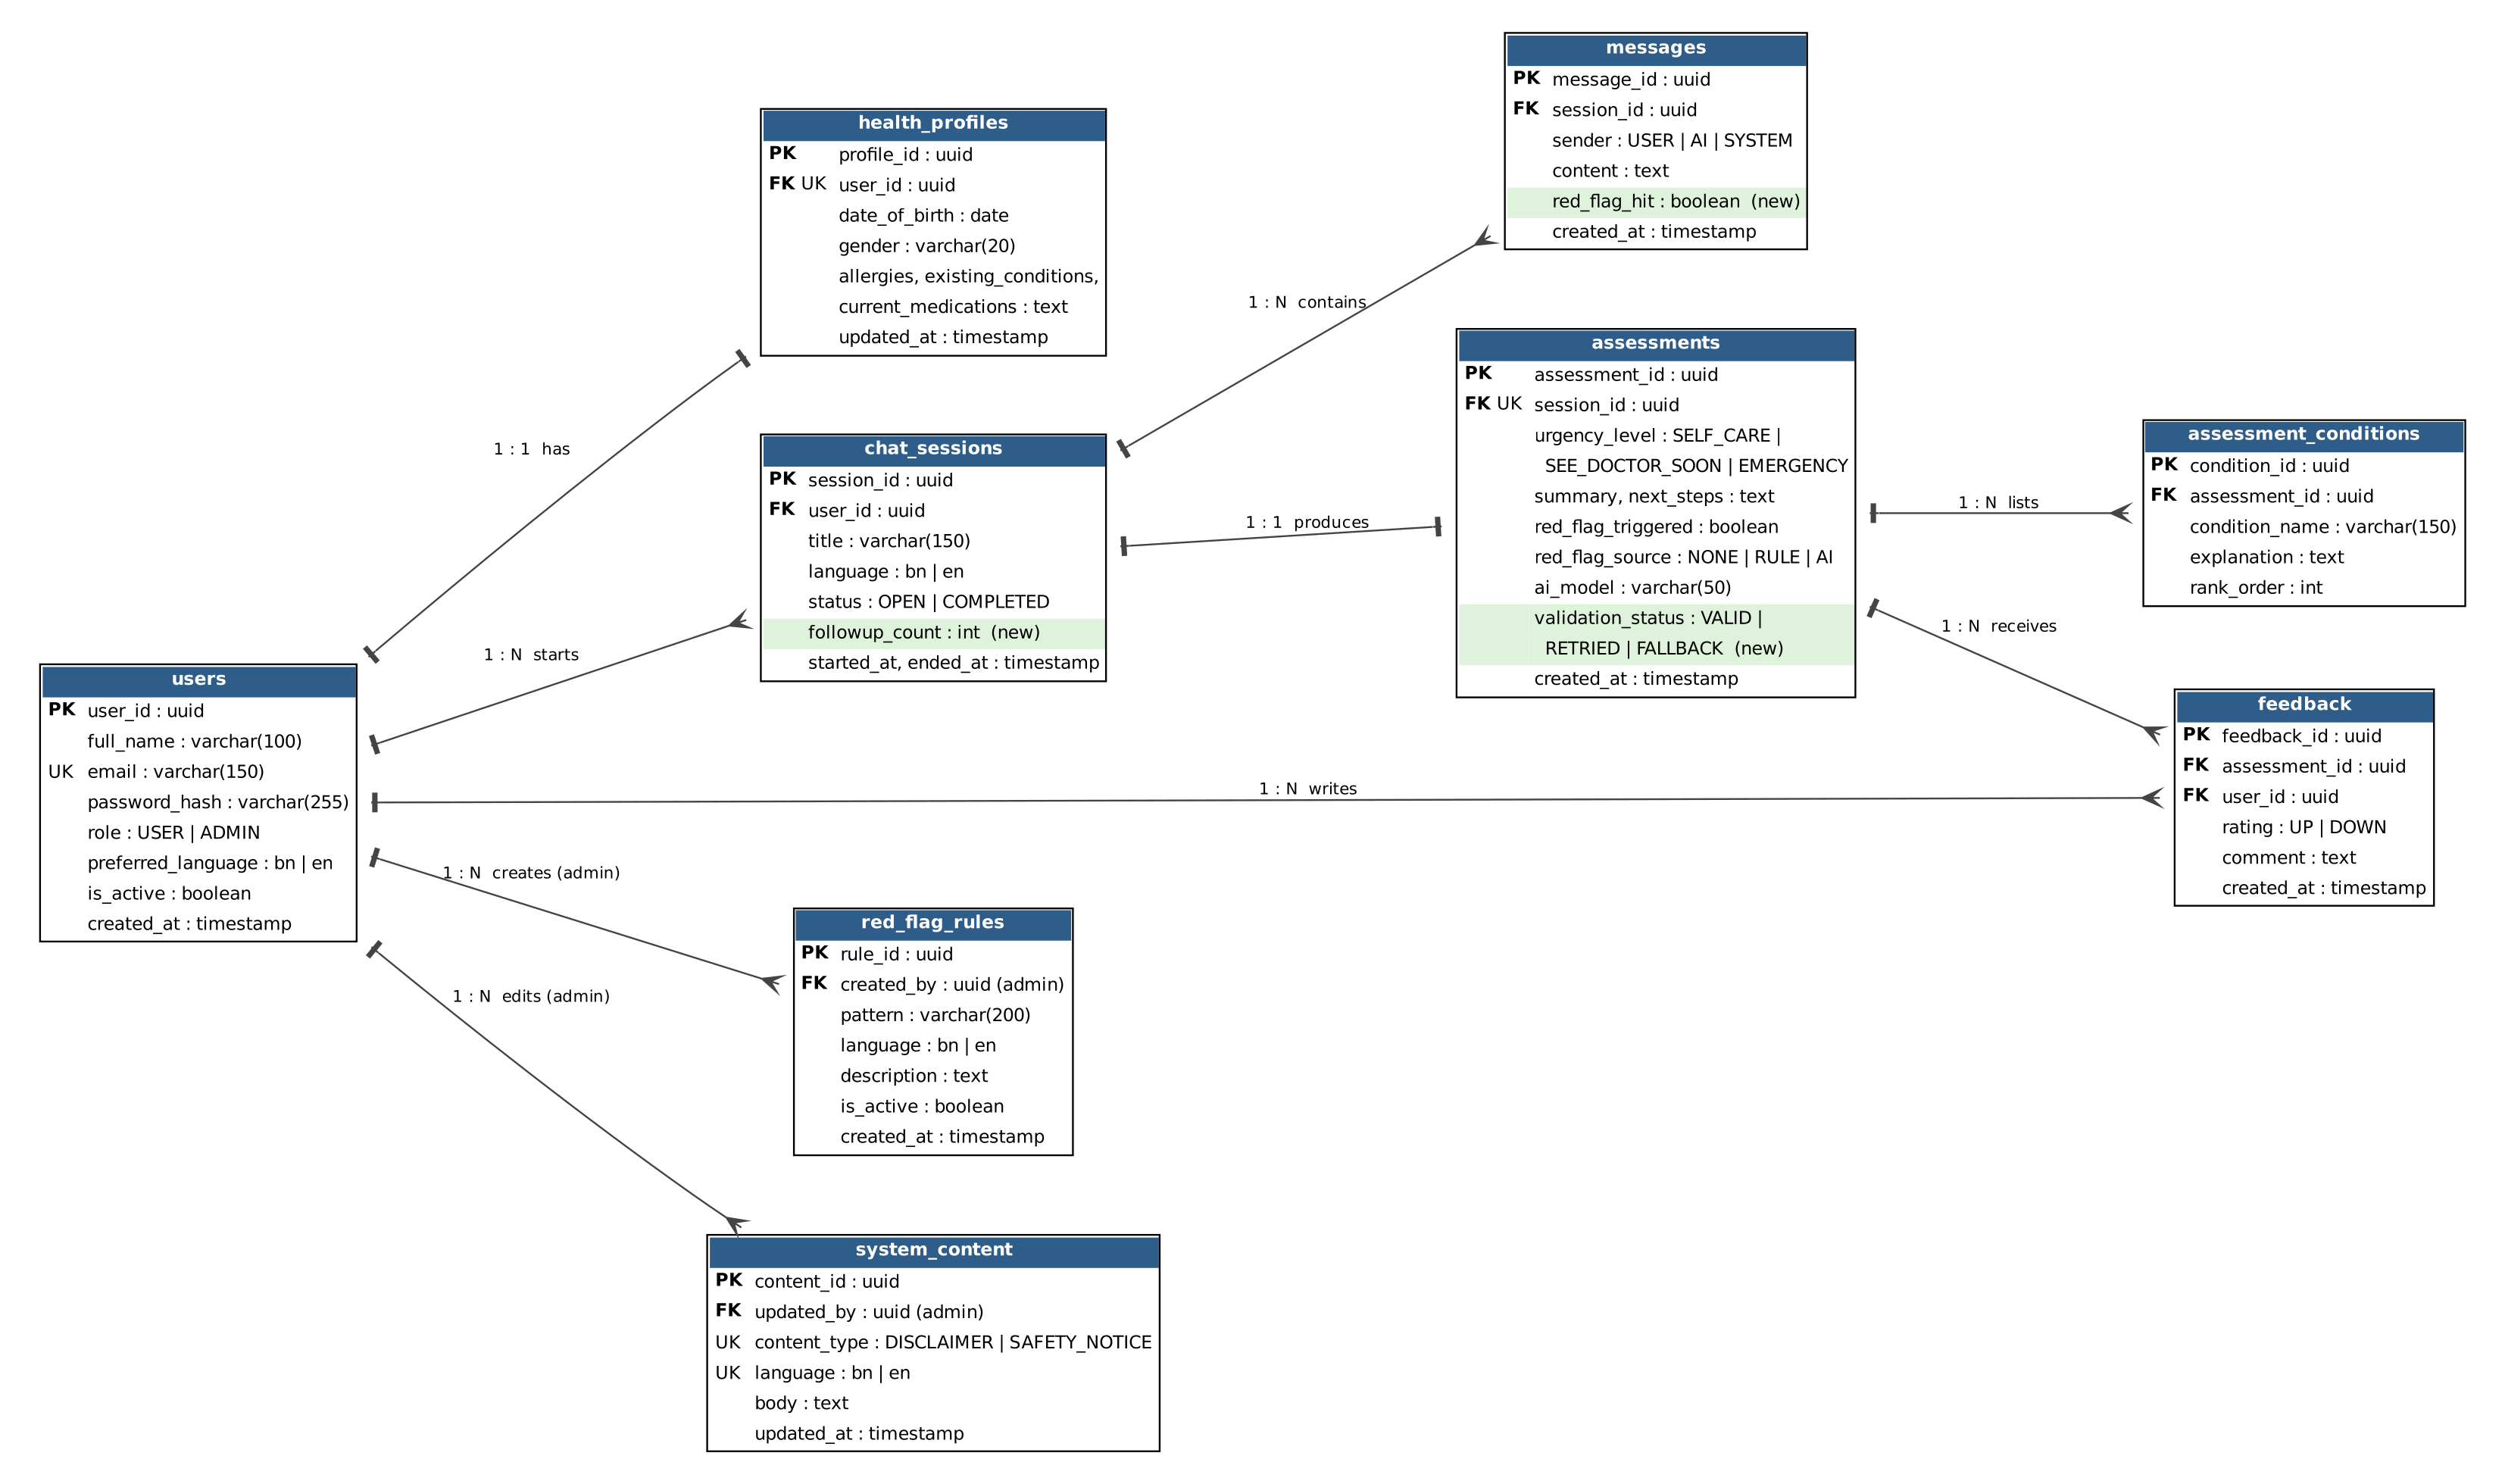 messages
PK message_id : uuid
FK session_id : uuid
sender : USER | AI | SYSTEM
content : text
red_flag_hit : boolean (new)
created_at : timestamp
health_profiles
PK profile_id : uuid
FK UK user_id : uuid
date_of_birth : date
gender : varchar(20)
allergies, existing_conditions,
current_medications : text
updated_at : timestamp
1 : N contains
assessments
PK assessment_id : uuid
FK UK session_id : uuid
urgency_level : SELF_CARE |
SEE_DOCTOR_SOON | EMERGENCY
summary, next_steps : text
red_flag_triggered : boolean
red_flag_source : NONE | RULE | AI
ai_model : varchar(50)
validation_status : VALID |
RETRIED | FALLBACK (new)
created_at : timestamp
1 : 1 has
chat_sessions
PK session_id : uuid
FK user_id : uuid
title : varchar(150)
language : bn | en
status : OPEN | COMPLETED
followup_count : int (new)
started_at, ended_at : timestamp
1 : 1 produces
assessment_conditions
PK condition_id : uuid
FK assessment_id : uuid
condition_name : varchar(150)
explanation : text
rank_order : int
1 : N lists
1 : N receives
1 : N starts
users
PK user_id : uuid
full_name : varchar(100)
UK email : varchar(150)
password_hash : varchar(255)
role : USER | ADMIN
preferred_language : bn | en
is_active : boolean
created_at : timestamp
feedback
PK feedback_id : uuid
FK assessment_id : uuid
FK user_id : uuid
rating : UP | DOWN
comment : text
created_at : timestamp
1 : N writes
1 : N creates (admin)
red_flag_rules
PK rule_id : uuid
FK created_by : uuid (admin)
pattern : varchar(200)
language : bn | en
description : text
is_active : boolean
created_at : timestamp
1 : N edits (admin)
system_content
PK content_id : uuid
FK updated_by : uuid (admin)
UK content_type : DISCLAIMER | SAFETY_NOTICE
UK language : bn | en
body : text
updated_at : timestamp